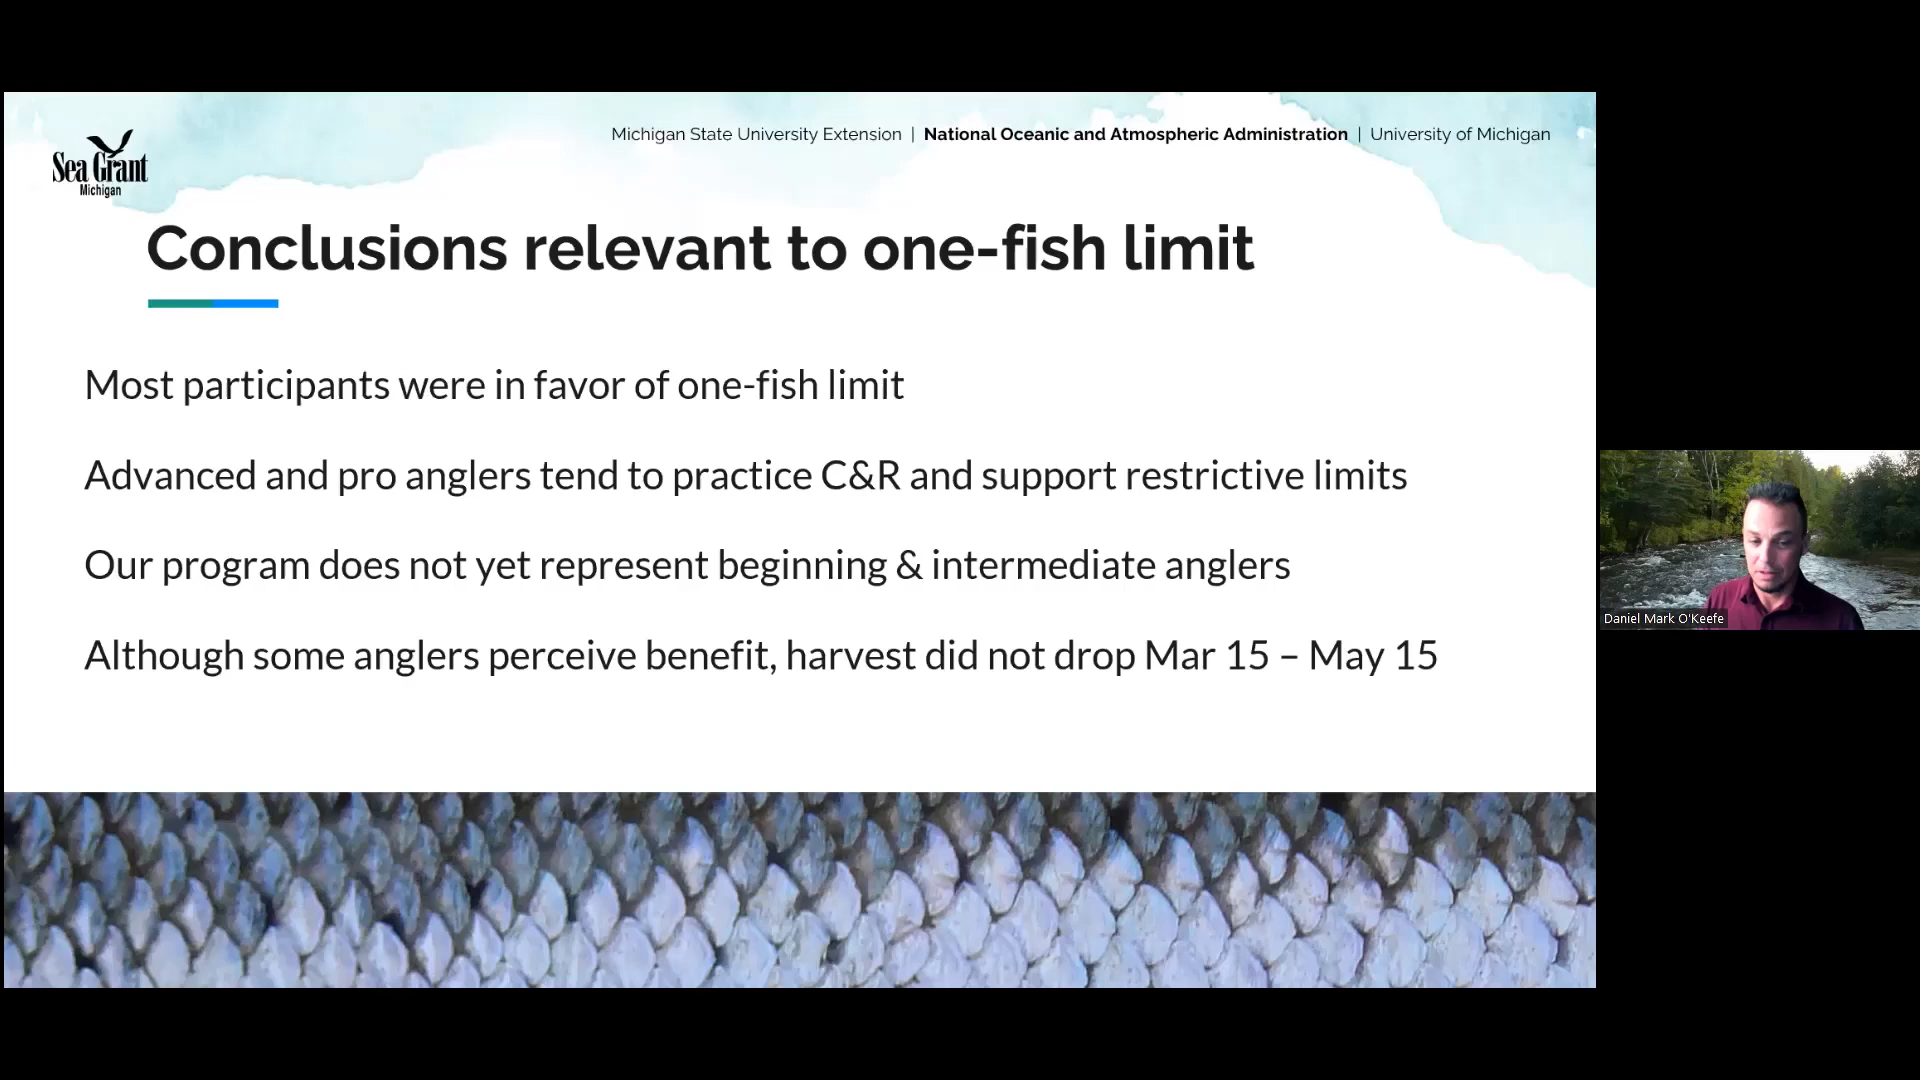 Sea Grant
Michigan
Michigan State University Extension | National Oceanic and Atmospheric Administration | University of Michigan
Conclusions relevant to one-fish limit
Most participants were in favor of one-fish limit
Advanced and pro anglers tend to practice C&R and support restrictive limits
Our program does not yet represent beginning & intermediate anglers
Although some anglers perceive benefit, harvest did not drop Mar 15 – May 15
Daniel Mark O'Keefe